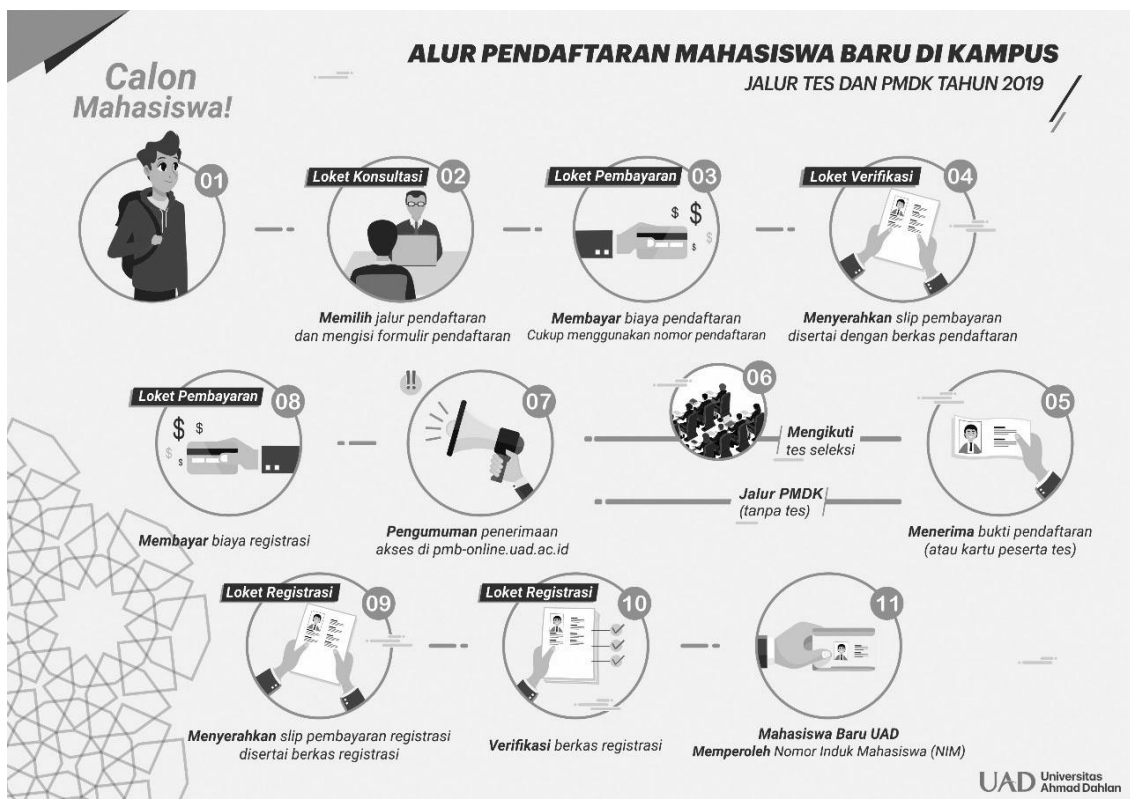 ALUR PENDAFTARAN MAHASISWA BARU DI KAMPUS
JALUR TES DAN PMDK TAHUN 2019
Calon
Mahasiswa!
01
Loket Konsultasi 02
Memilih jalur pendaftaran
dan mengisi formulir pendaftaran
Loket Pembayaran 03
$ $
$
$
Membayar biaya pendaftaran
Cukup menggunakan nomor pendaftaran
Loket Verifikasi 04
Menyerahkan slip pembayaran
disertai dengan berkas pendaftaran
05
Menerima bukti pendaftaran
(atau kartu peserta tes)
06
Mengikuti
tes seleksi
Jalur PMDK
(tanpa tes)
!!
07
Pengumuman penerimaan
akses di pmb-online.uad.ac.id
Loket Pembayaran 08
$ $
$
$
Membayar biaya registrasi
Loket Registrasi 09
Menyerahkan slip pembayaran registrasi
disertai berkas registrasi
Loket Registrasi 10
Verifikasi berkas registrasi
11
Mahasiswa Baru UAD
Memperoleh Nomor Induk Mahasiswa (NIM)
UAD Universitas
Ahmad Dahlan